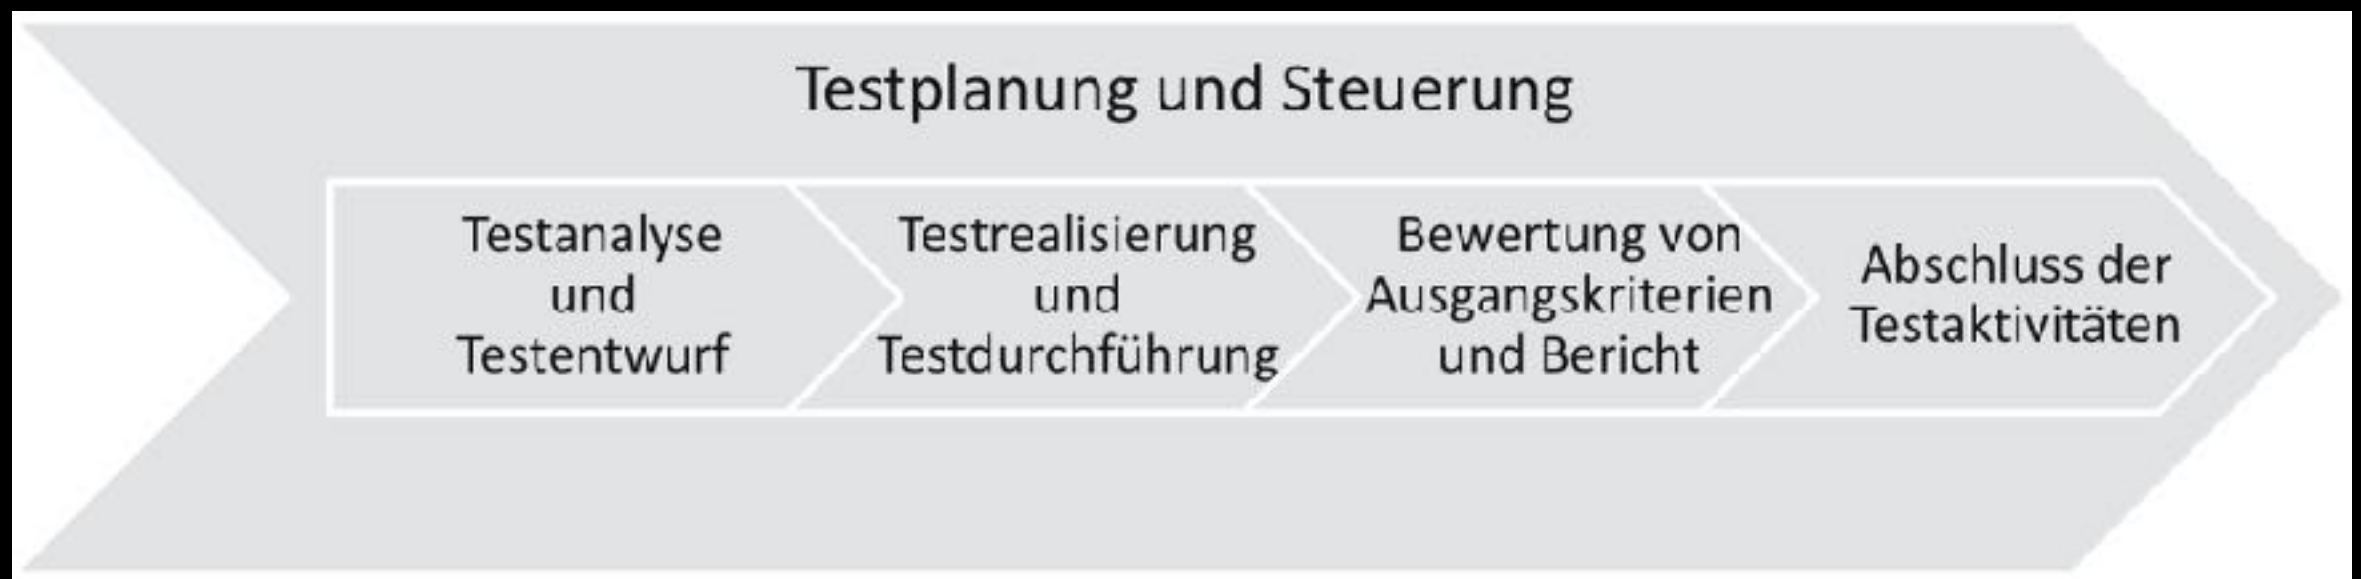 Testplanung und Steuerung
Testanalyse
und
Testentwurf
Testrealisierung
und
Testdurchführung
Bewertung von
Ausgangskriterien
und Bericht
Abschluss der
Testaktivitäten